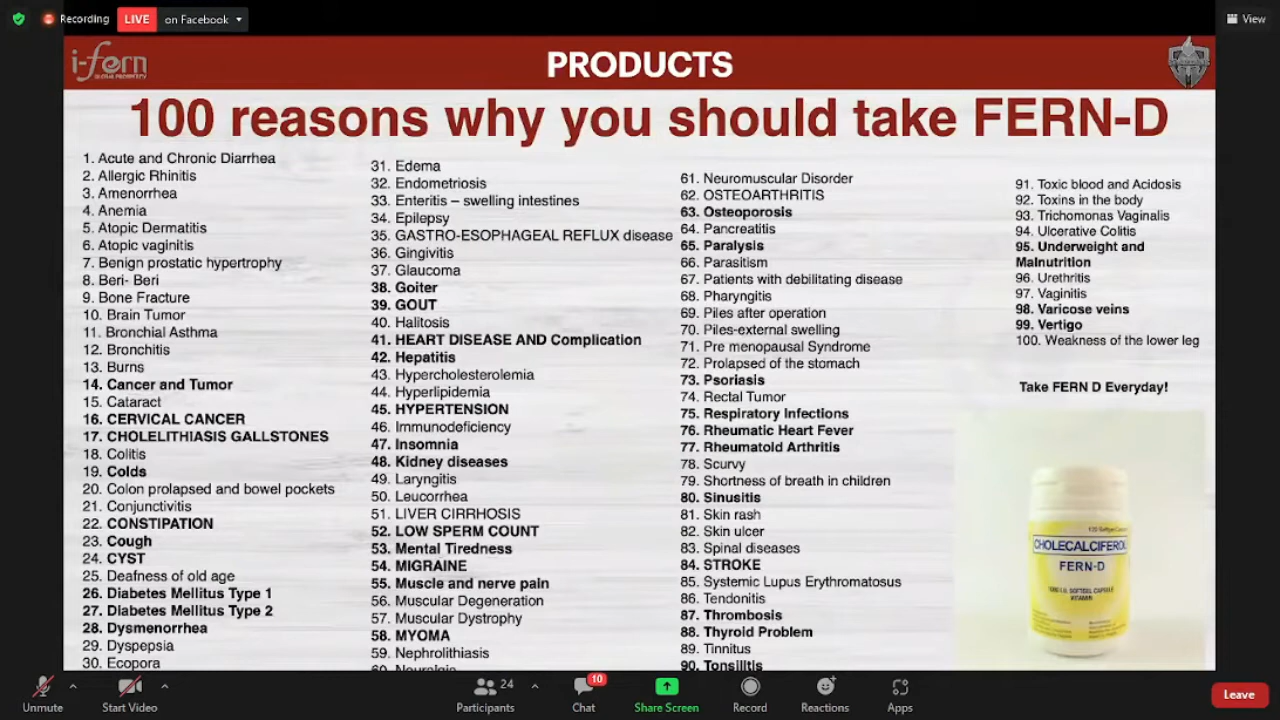 Recording
LIVE on Facebook
View
i-fern
GLOBAL PROSPERITY
PRODUCTS
100 reasons why you should take FERN-D
1. Acute and Chronic Diarrhea
2. Allergic Rhinitis
3. Amenorrhea
4. Anemia
5. Atopic Dermatitis
6. Atopic vaginitis
7. Benign prostatic hypertrophy
8. Beri- Beri
9. Bone Fracture
10. Brain Tumor
11. Bronchial Asthma
12. Bronchitis
13. Burns
14. Cancer and Tumor
15. Cataract
16. CERVICAL CANCER
17. CHOLELITHIASIS GALLSTONES
18. Colitis
19. Colds
20. Colon prolapsed and bowel pockets
21. Conjunctivitis
22. CONSTIPATION
23. Cough
24. CYST
25. Deafness of old age
26. Diabetes Mellitus Type 1
27. Diabetes Mellitus Type 2
28. Dysmenorrhea
29. Dyspepsia
30. Ecopora
31. Edema
32. Endometriosis
33. Enteritis – swelling intestines
34. Epilepsy
35. GASTRO-ESOPHAGEAL REFLUX disease
36. Gingivitis
37. Glaucoma
38. Goiter
39. GOUT
40. Halitosis
41. HEART DISEASE AND Complication
42. Hepatitis
43. Hypercholesterolemia
44. Hyperlipidemia
45. HYPERTENSION
46. Immunodeficiency
47. Insomnia
48. Kidney diseases
49. Laryngitis
50. Leucorrhea
51. LIVER CIRRHOSIS
52. LOW SPERM COUNT
53. Mental Tiredness
54. MIGRAINE
55. Muscle and nerve pain
56. Muscular Degeneration
57. Muscular Dystrophy
58. MYOMA
59. Nephrolithiasis
60. Neuralgia
61. Neuromuscular Disorder
62. OSTEOARTHRITIS
63. Osteoporosis
64. Pancreatitis
65. Paralysis
66. Parasitism
67. Patients with debilitating disease
68. Pharyngitis
69. Piles after operation
70. Piles-external swelling
71. Pre menopausal Syndrome
72. Prolapsed of the stomach
73. Psoriasis
74. Rectal Tumor
75. Respiratory Infections
76. Rheumatic Heart Fever
77. Rheumatoid Arthritis
78. Scurvy
79. Shortness of breath in children
80. Sinusitis
81. Skin rash
82. Skin ulcer
83. Spinal diseases
84. STROKE
85. Systemic Lupus Erythromatosus
86. Tendonitis
87. Thrombosis
88. Thyroid Problem
89. Tinnitus
90. Tonsilitis
91. Toxic blood and Acidosis
92. Toxins in the body
93. Trichomonas Vaginalis
94. Ulcerative Colitis
95. Underweight and
Malnutrition
96. Urethritis
97. Vaginitis
98. Varicose veins
99. Vertigo
100. Weakness of the lower leg
Take FERN D Everyday!
120 Softgel Capsules
CHOLECALCIFEROL
FERN-D
1000 I.U. SOFTGEL CAPSULE
VITAMIN
Unmute
Start Video
24
Participants
10
Chat
Share Screen
Record
Reactions
Apps
Leave